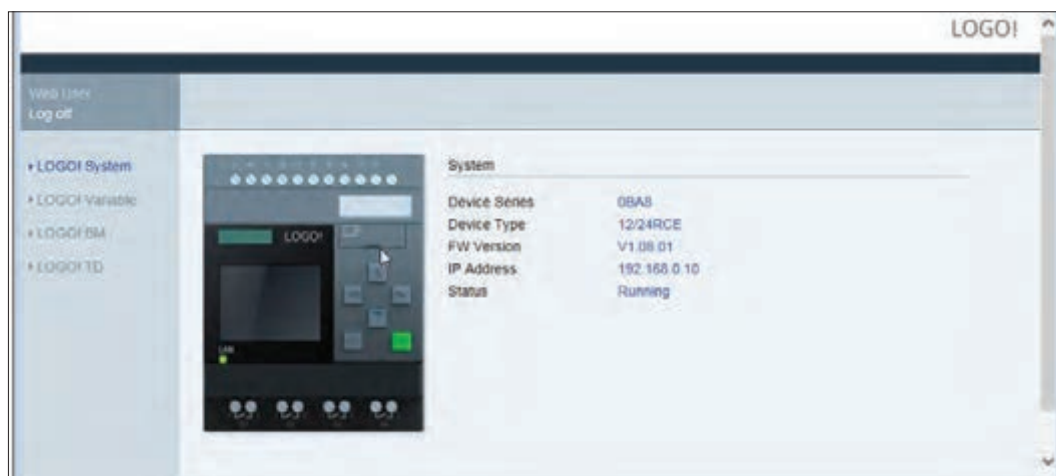 LOGO!
Web User
Log off
LOGO! System
LOGO! Variable
LOGO! BM
LOGO! TD
LOGO!
LAN
System
Device Series 0BA8
Device Type 12/24RCE
FW Version V1.08.01
IP Address 192.168.0.10
Status Running